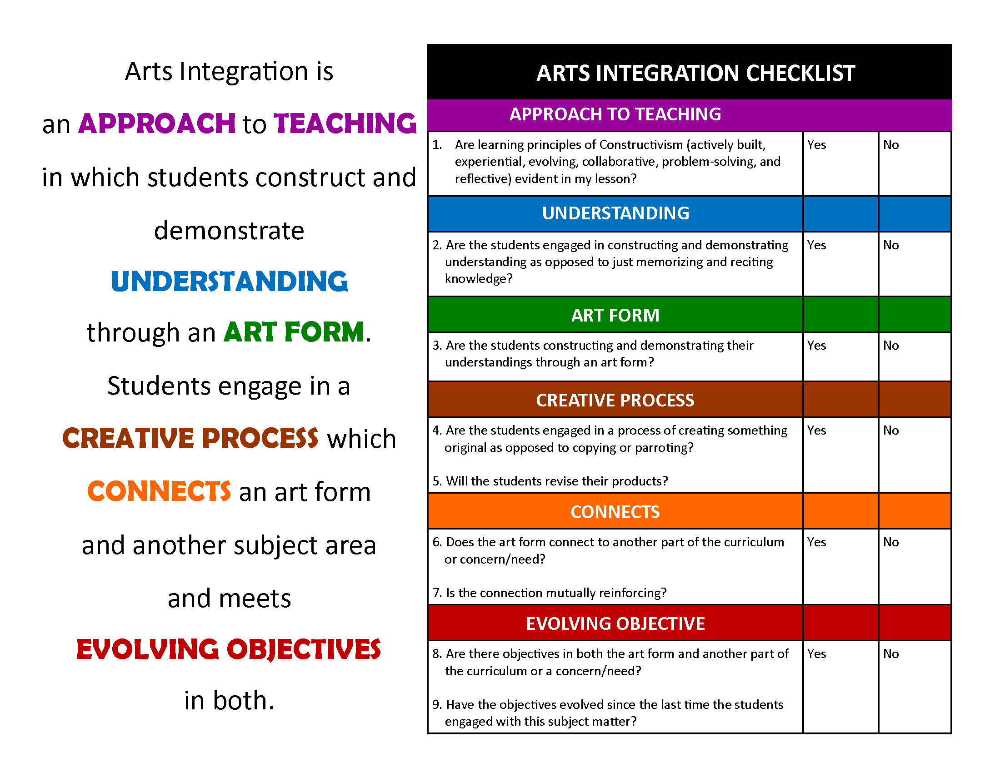 Arts Integration is
an APPROACH to TEACHING
in which students construct and
demonstrate
UNDERSTANDING
through an ART FORM.
Students engage in a
CREATIVE PROCESS which
CONNECTS an art form
and another subject area
and meets
EVOLVING OBJECTIVES
in both.
ARTS INTEGRATION CHECKLIST
APPROACH TO TEACHING
1. Are learning principles of Constructivism (actively built, Yes No
experiential, evolving, collaborative, problem-solving, and
reflective) evident in my lesson?
UNDERSTANDING
2. Are the students engaged in constructing and demonstrating Yes No
understanding as opposed to just memorizing and reciting
knowledge?
ART FORM
3. Are the students constructing and demonstrating their Yes No
understandings through an art form?
CREATIVE PROCESS
4. Are the students engaged in a process of creating something Yes No
original as opposed to copying or parroting?
5. Will the students revise their products?
CONNECTS
6. Does the art form connect to another part of the curriculum Yes No
or concern/need?
7. Is the connection mutually reinforcing?
EVOLVING OBJECTIVE
8. Are there objectives in both the art form and another part of Yes No
the curriculum or a concern/need?
9. Have the objectives evolved since the last time the students
engaged with this subject matter?